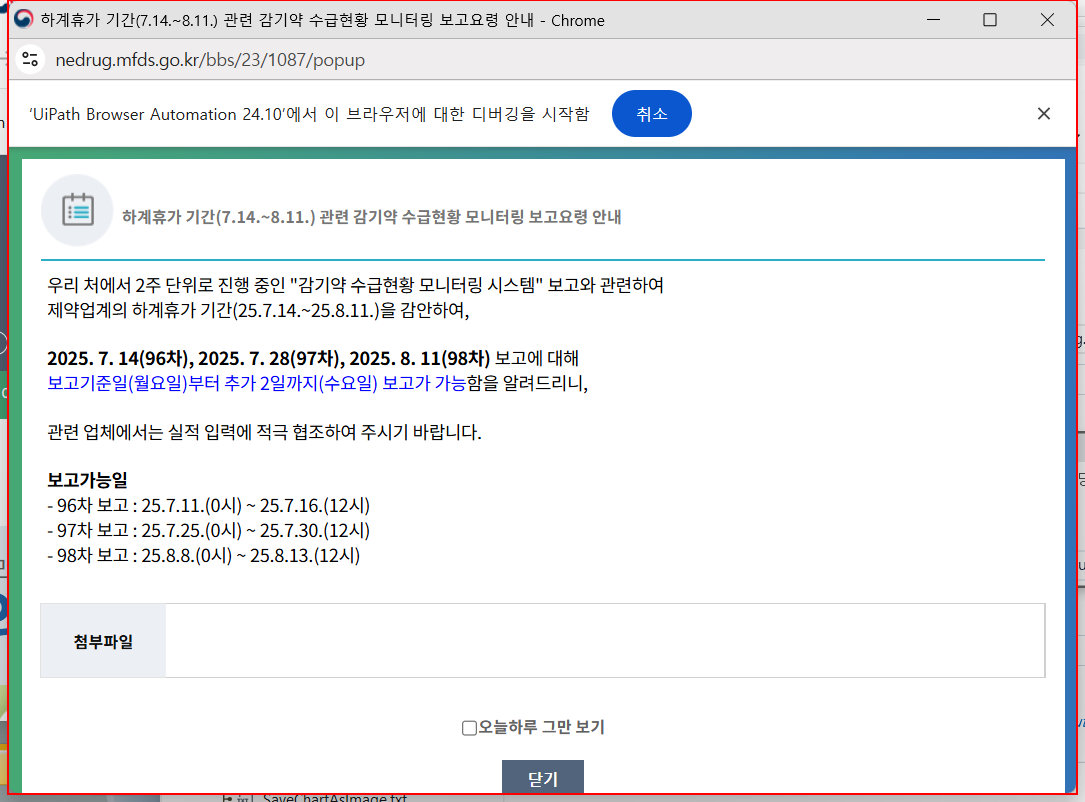 하계휴가 기간(7.14.~8.11.) 관련 감기약 수급현황 모니터링 보고요령 안내 - Chrome
nedrug.mfds.go.kr/bbs/23/1087/popup
'UiPath Browser Automation 24.10'에서 이 브라우저에 대한 디버깅을 시작함 취소
하계휴가 기간(7.14.~8.11.) 관련 감기약 수급현황 모니터링 보고요령 안내
우리 처에서 2주 단위로 진행 중인 "감기약 수급현황 모니터링 시스템" 보고와 관련하여
제약업계의 하계휴가 기간(25.7.14.~25.8.11.)을 감안하여,
2025. 7. 14(96차), 2025. 7. 28(97차), 2025. 8. 11(98차) 보고에 대해
보고기준일(월요일)부터 추가 2일까지(수요일) 보고가 가능함을 알려드리니,
관련 업체에서는 실적 입력에 적극 협조하여 주시기 바랍니다.
보고가능일
- 96차 보고 : 25.7.11.(0시) ~ 25.7.16.(12시)
- 97차 보고 : 25.7.25.(0시) ~ 25.7.30.(12시)
- 98차 보고 : 25.8.8.(0시) ~ 25.8.13.(12시)
첨부파일
오늘하루 그만 보기
닫기
SaveChartAsImage.txt